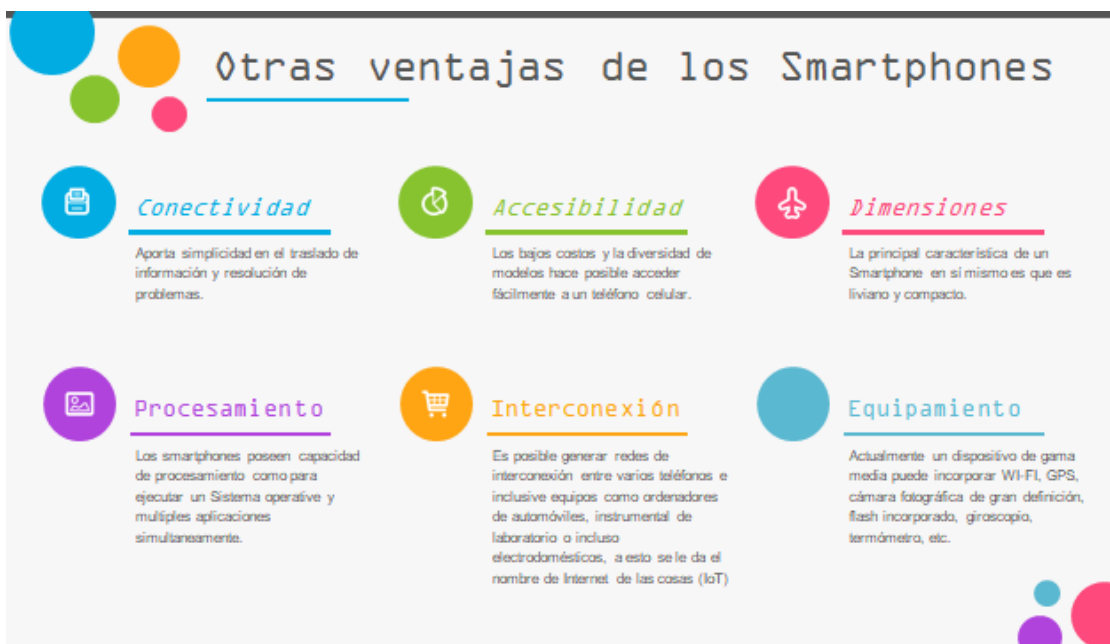 Otras ventajas de los Smartphones
Conectividad
Aporta simplicidad en el traslado de
información y resolución de
problemas.
Accesibilidad
Los bajos costos y la diversidad de
modelos hace posible acceder
fácilmente a un teléfono celular.
Dimensiones
La principal característica de un
Smartphone en sí mismo es que es
liviano y compacto.
Procesamiento
Los smartphones poseen capacidad
de procesamiento como para
ejecutar un Sistema operative y
multiples aplicaciones
simultaneamente.
Interconexión
Es posible generar redes de
interconexión entre varios teléfonos e
inclusive equipos como ordenadores
de automóviles, instrumental de
laboratorio o incluso
electrodomésticos, a esto se le da el
nombre de Internet de las cosas (IoT)
Equipamiento
Actualmente un dispositivo de gama
media puede incorporar WI-FI, GPS,
cámara fotográfica de gran definición,
flash incorporado, giroscopio,
termómetro, etc.